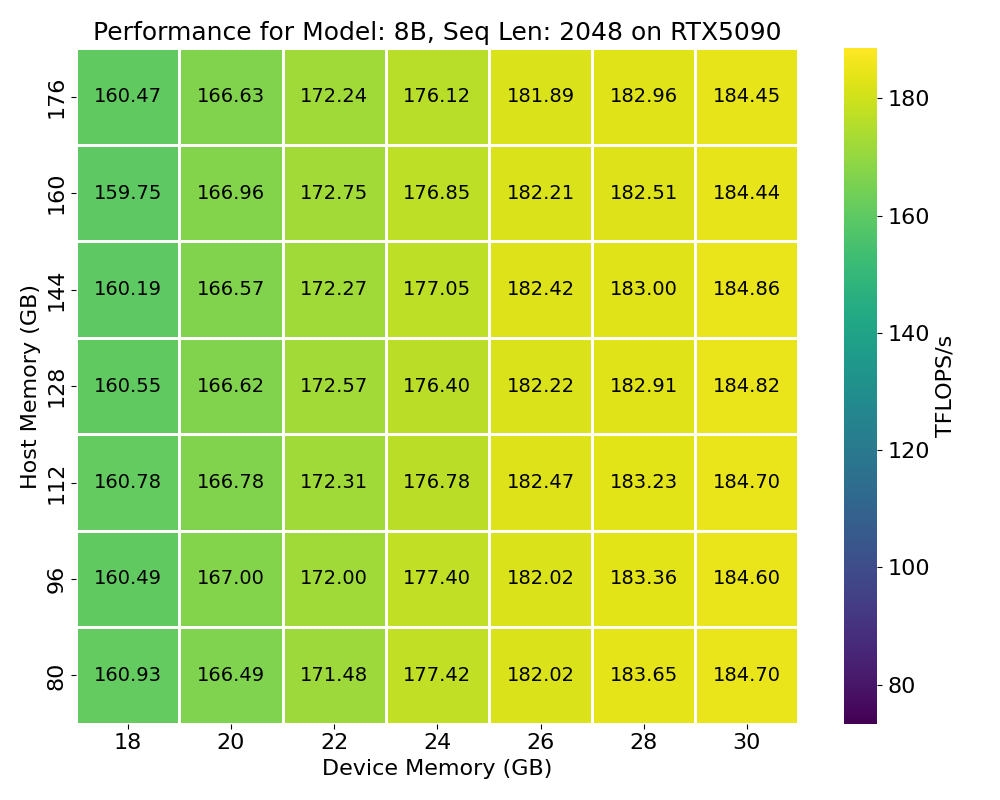 Performance for Model: 8B, Seq Len: 2048 on RTX5090
Host Memory (GB)
176 160.47 166.63 172.24 176.12 181.89 182.96 184.45
160 159.75 166.96 172.75 176.85 182.21 182.51 184.44
144 160.19 166.57 172.27 177.05 182.42 183.00 184.86
128 160.55 166.62 172.57 176.40 182.22 182.91 184.82
112 160.78 166.78 172.31 176.78 182.47 183.23 184.70
96 160.49 167.00 172.00 177.40 182.02 183.36 184.60
80 160.93 166.49 171.48 177.42 182.02 183.65 184.70
18 20 22 24 26 28 30
Device Memory (GB)
180
160
140
120
100
80
TFLOPS/s